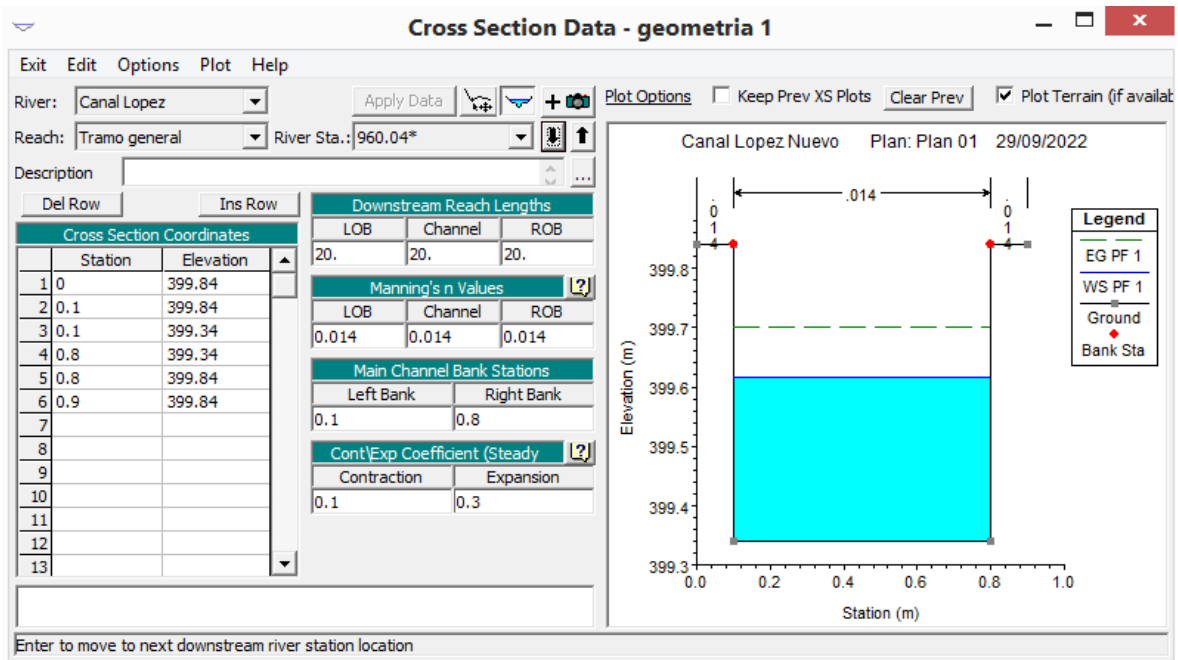 Cross Section Data - geometria 1
Exit Edit Options Plot Help
River: Canal Lopez
Apply Data
Reach: Tramo general
River Sta.: 960.04*
Description
...
Del Row Ins Row
Cross Section Coordinates
Station Elevation
1 0 399.84
2 0.1 399.84
3 0.1 399.34
4 0.8 399.34
5 0.8 399.84
6 0.9 399.84
7
8
9
10
11
12
13
Downstream Reach Lengths
LOB Channel ROB
20. 20. 20.
Manning's n Values
LOB Channel ROB
0.014 0.014 0.014
Main Channel Bank Stations
Left Bank Right Bank
0.1 0.8
Cont\Exp Coefficient (Steady
Contraction Expansion
0.1 0.3
Plot Options Keep Prev XS Plots Clear Prev Plot Terrain (if availab
Canal Lopez Nuevo Plan: Plan 01 29/09/2022
.014 .014 .014
Legend
EG PF 1
WS PF 1
Ground
Bank Sta
Elevation (m)
399.8
399.7
399.6
399.5
399.4
399.3
0.0 0.2 0.4 0.6 0.8 1.0
Station (m)
Enter to move to next downstream river station location